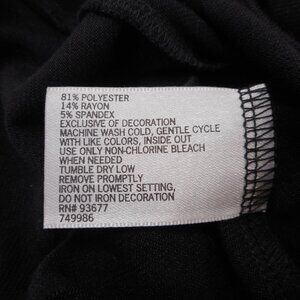 81% POLYESTER
14% RAYON
5% SPANDEX
EXCLUSIVE OF DECORATION
MACHINE WASH COLD, GENTLE CYCLE
WITH LIKE COLORS, INSIDE OUT
USE ONLY NON-CHLORINE BLEACH
WHEN NEEDED
TUMBLE DRY LOW
REMOVE PROMPTLY
IRON ON LOWEST SETTING,
DO NOT IRON DECORATION
RN# 93677
749986